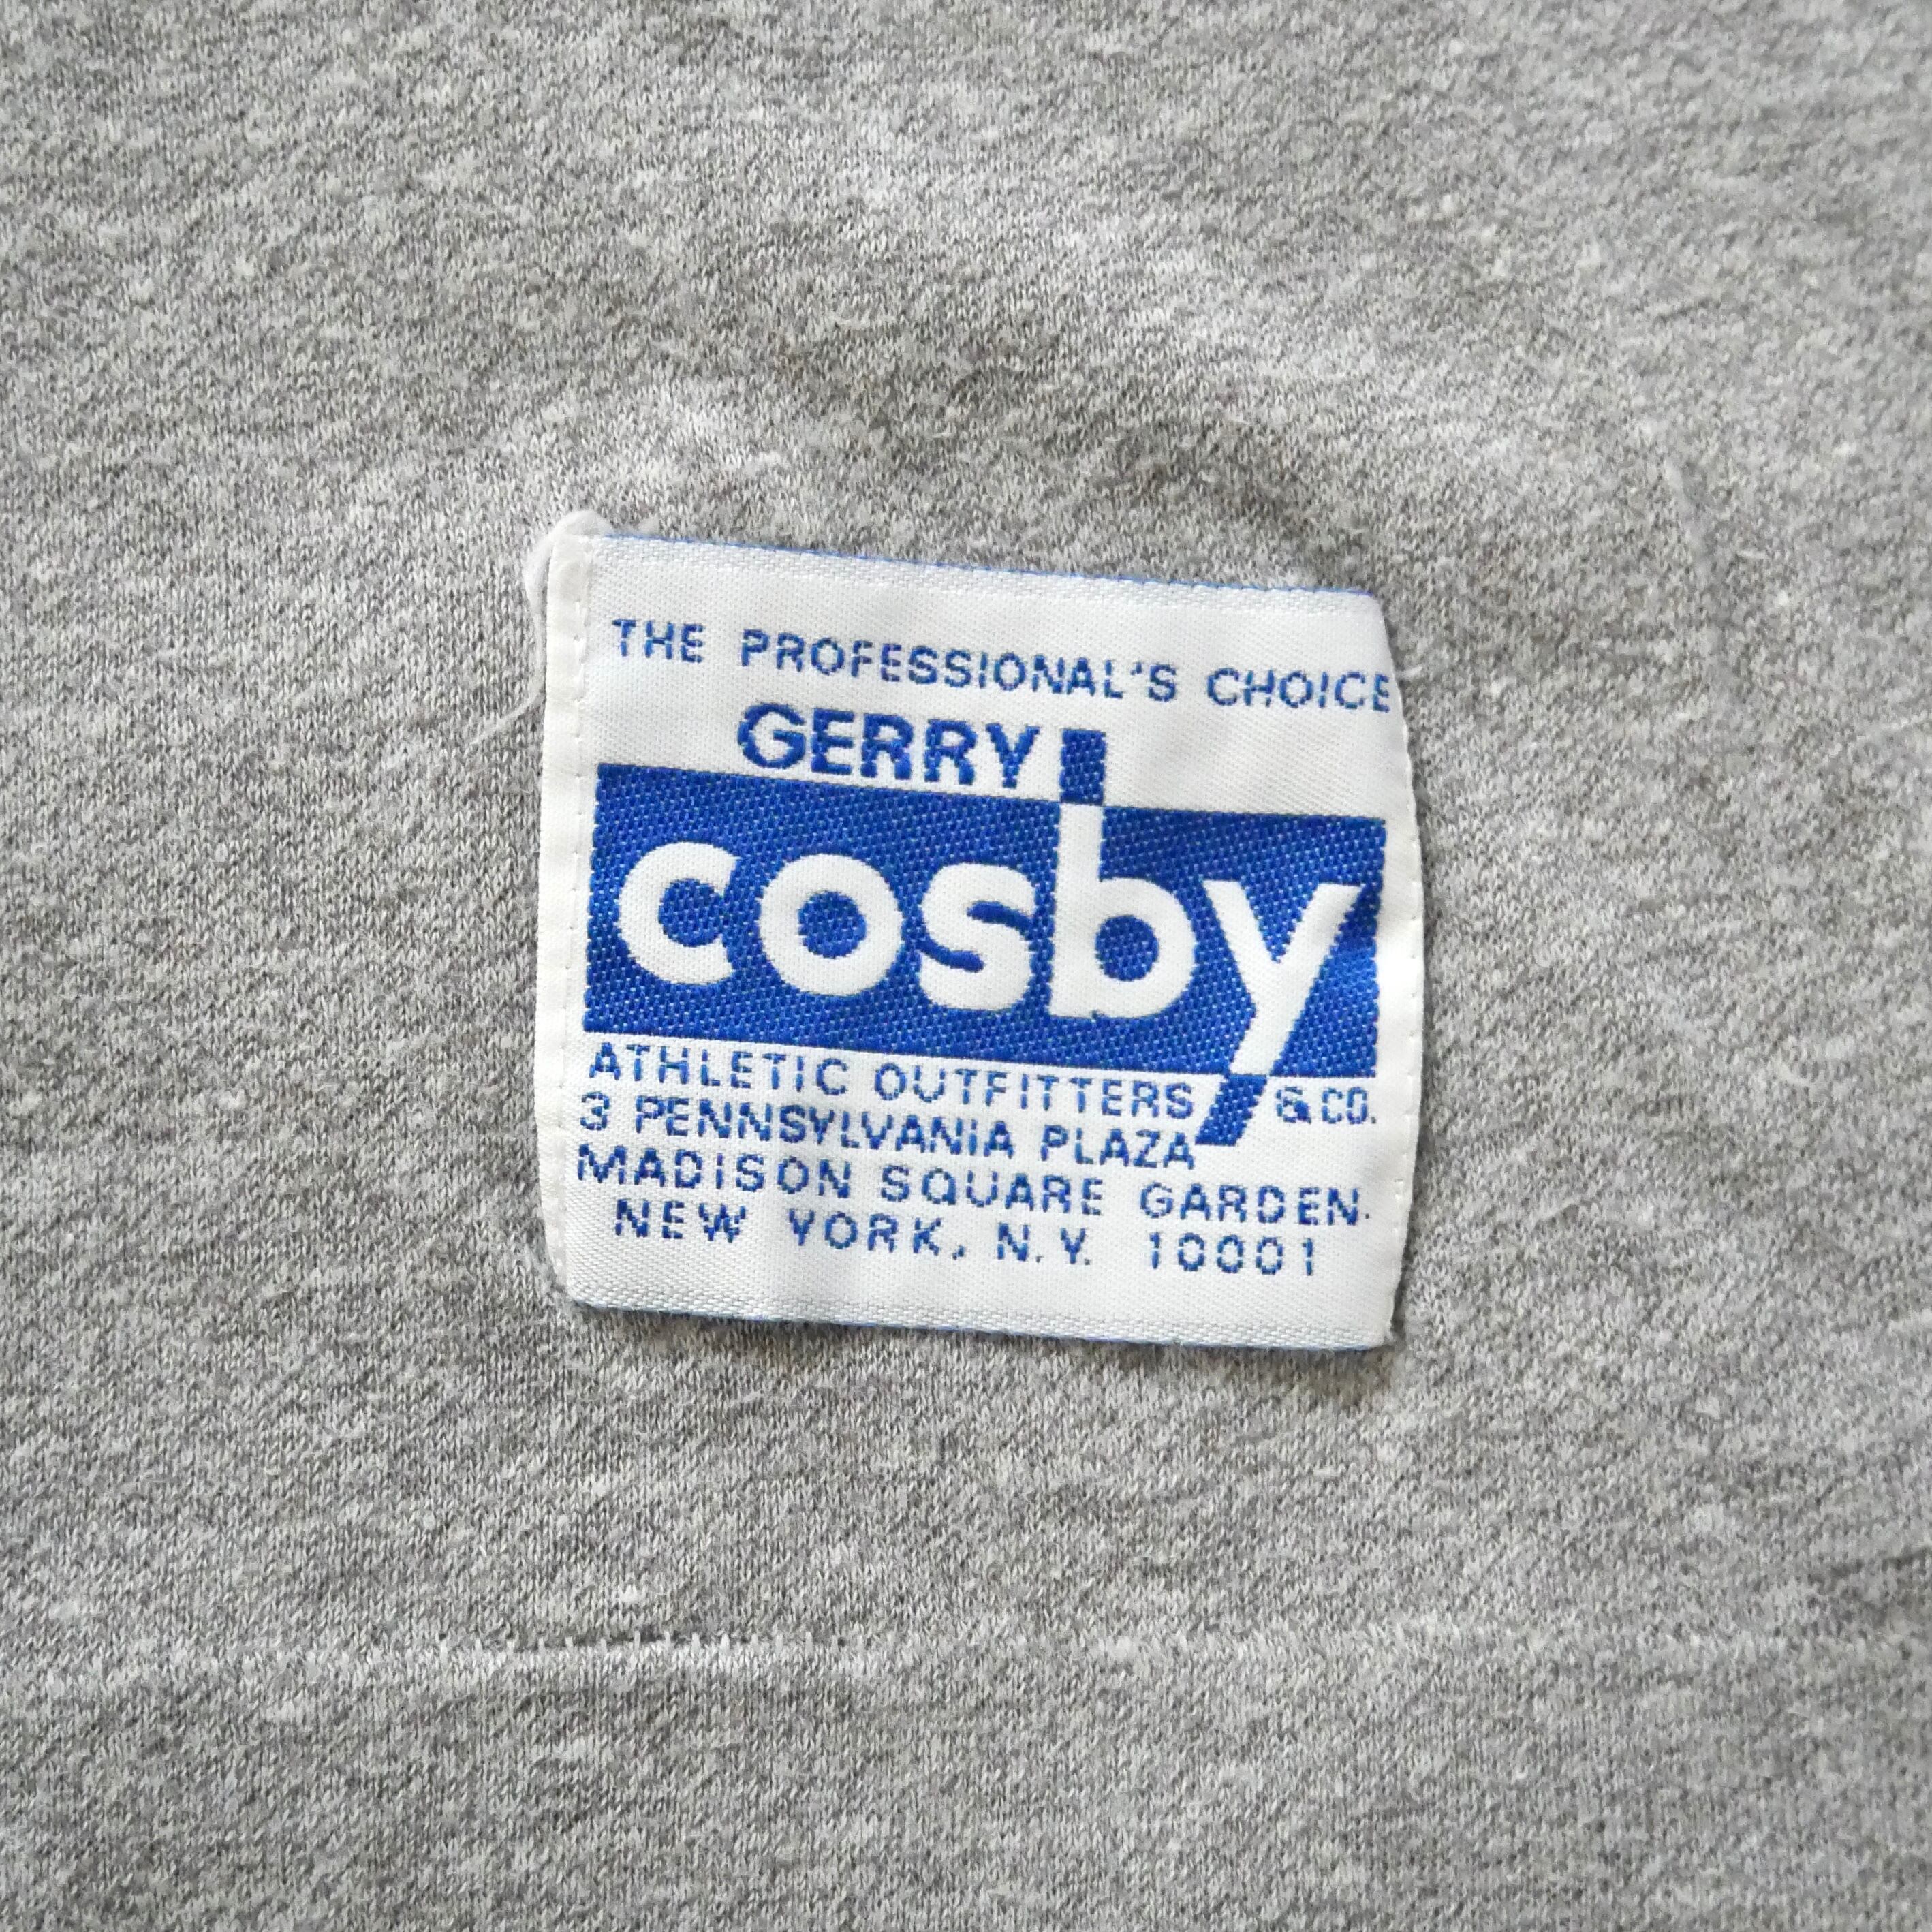 THE PROFESSIONAL'S CHOICE
GERRY
cosby
ATHLETIC OUTFITTERS & CO.
3 PENNSYLVANIA PLAZA
MADISON SQUARE GARDEN.
NEW YORK, N.Y. 10001